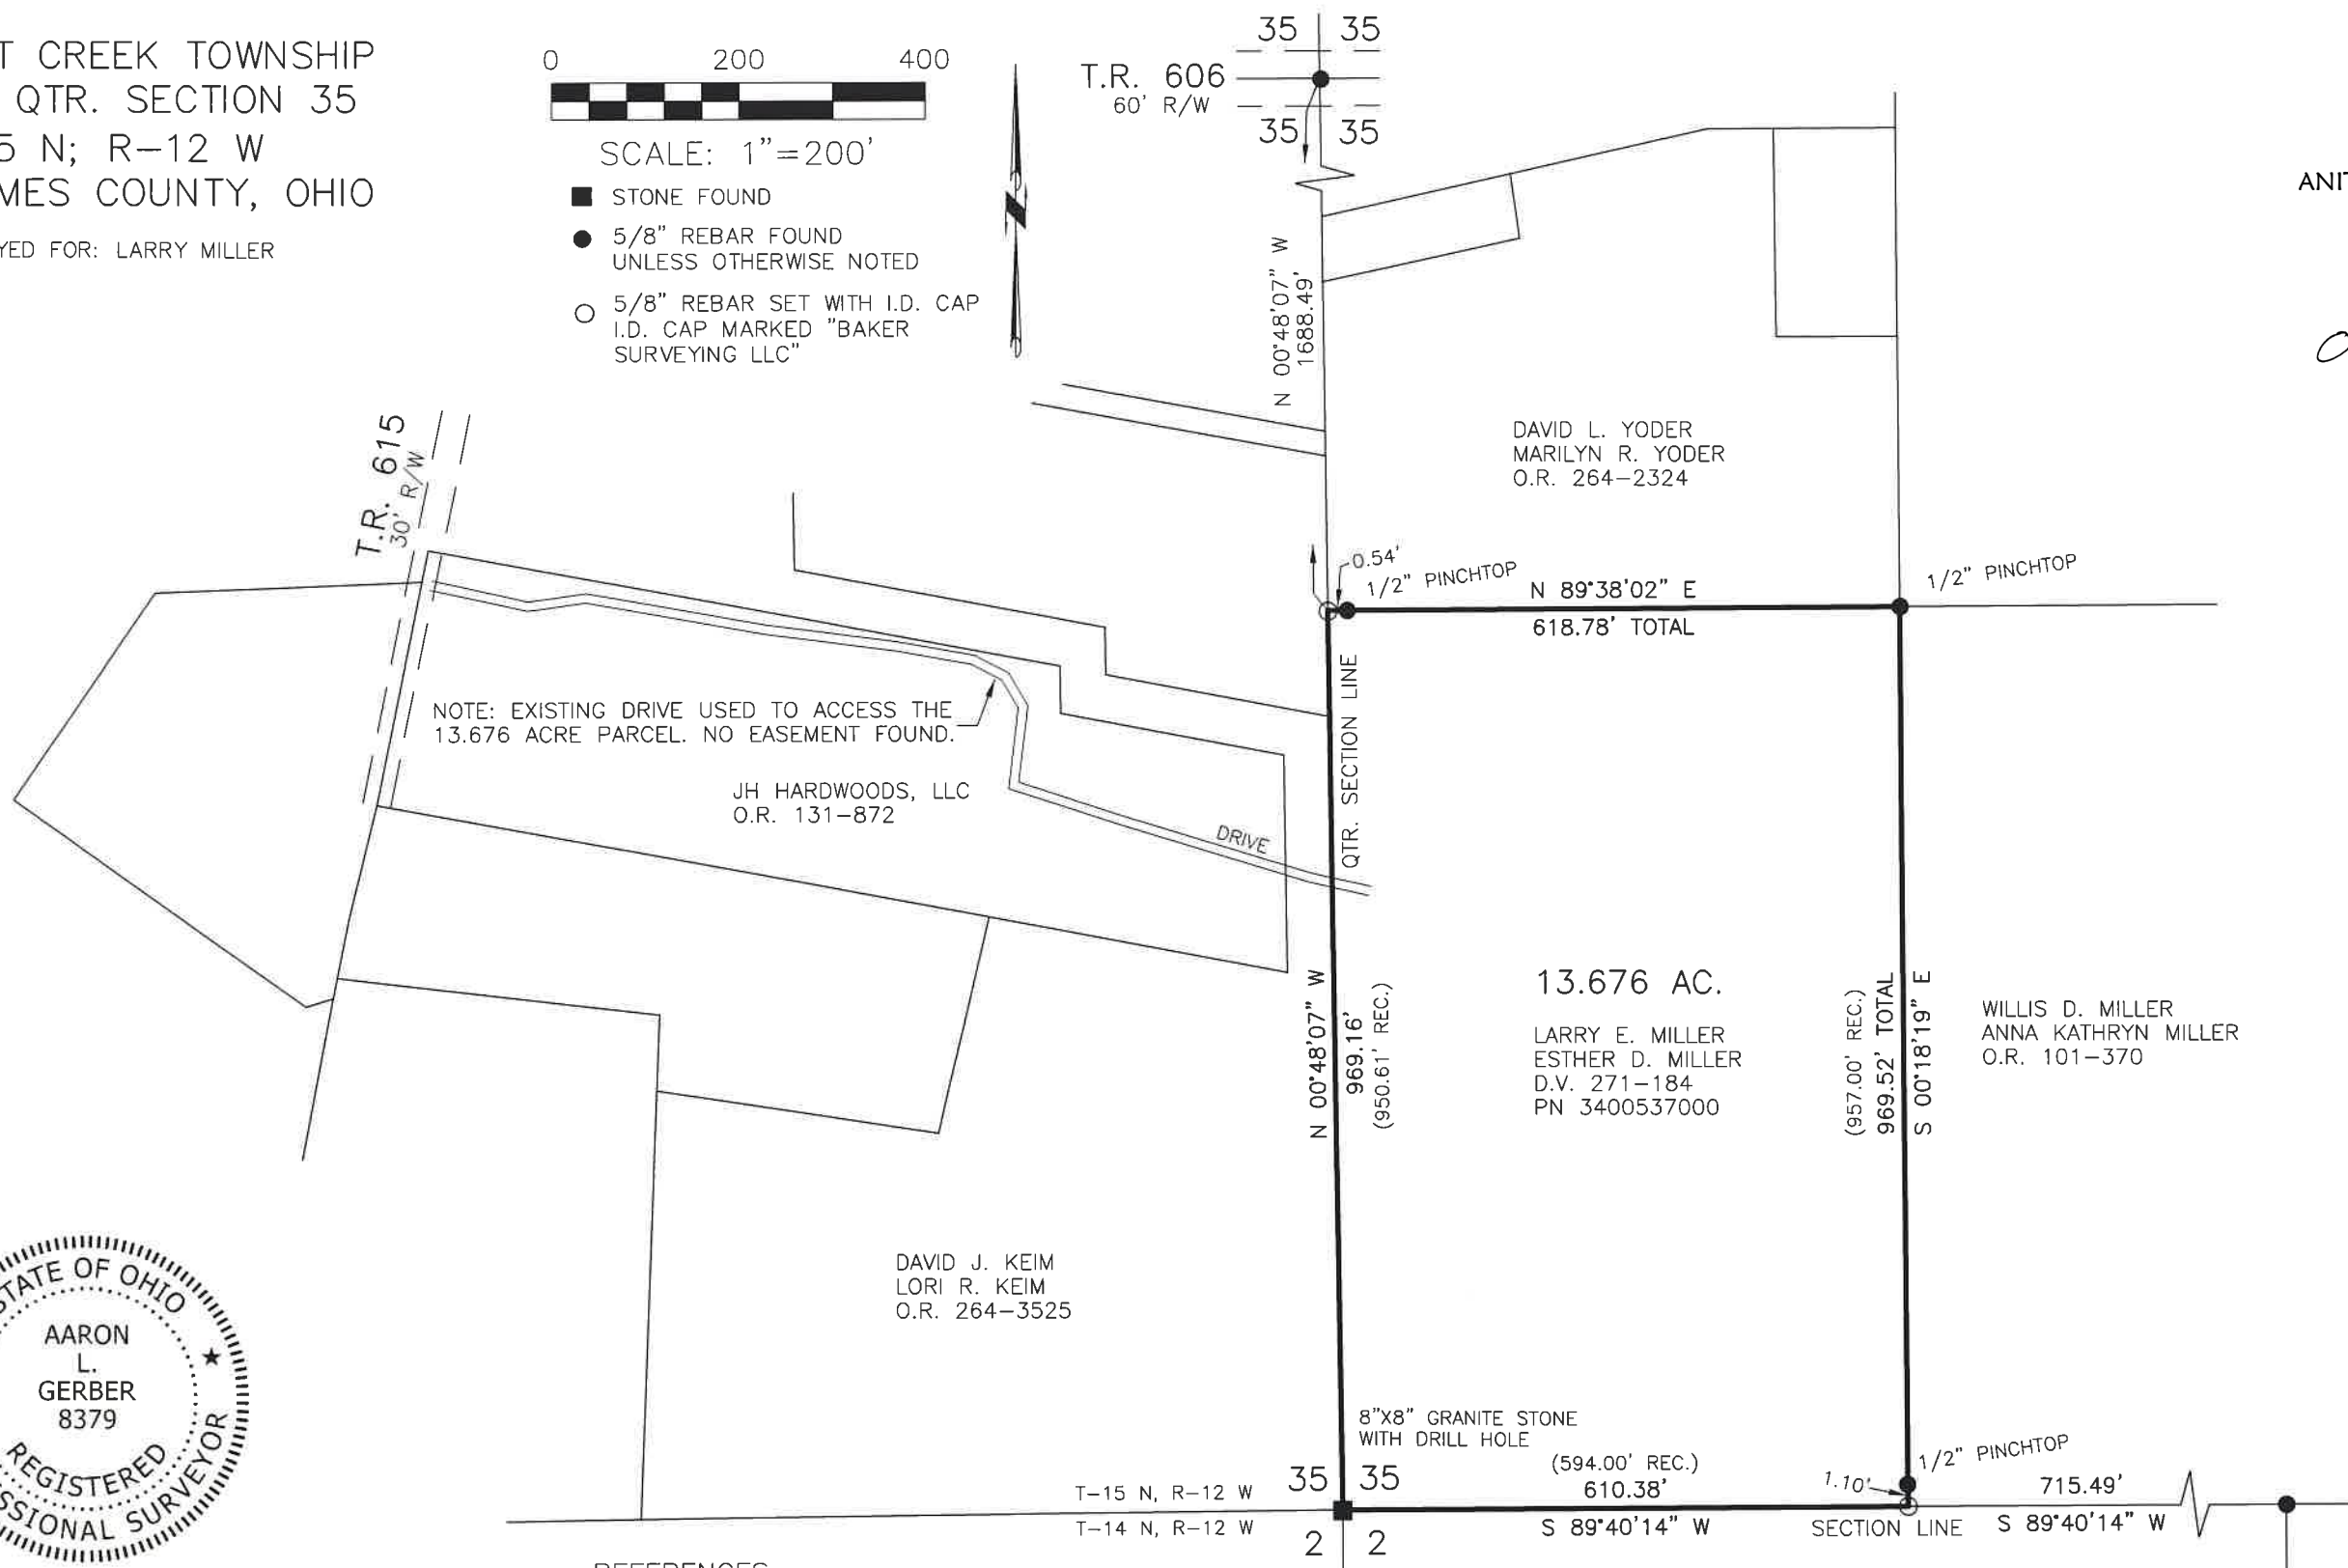 T CREEK TOWNSHIP
QTR. SECTION 35
5 N; R–12 W
MES COUNTY, OHIO
YED FOR: LARRY MILLER
0 200 400
SCALE: 1"=200'
STONE FOUND
5/8" REBAR FOUND
UNLESS OTHERWISE NOTED
5/8" REBAR SET WITH I.D. CAP
I.D. CAP MARKED "BAKER
SURVEYING LLC"
N
35 35
T.R. 606
60' R/W
35 35
ANIT
N 00°48'07" W
1688.49'
DAVID L. YODER
MARILYN R. YODER
O.R. 264–2324
T.R. 615
30' R/W
0.54'
1/2" PINCHTOP
N 89°38'02" E
618.78' TOTAL
1/2" PINCHTOP
NOTE: EXISTING DRIVE USED TO ACCESS THE
13.676 ACRE PARCEL. NO EASEMENT FOUND.
JH HARDWOODS, LLC
O.R. 131–872
DRIVE
QTR. SECTION LINE
N 00°48'07" W
969.16'
(950.61' REC.)
13.676 AC.
LARRY E. MILLER
ESTHER D. MILLER
D.V. 271–184
PN 3400537000
(957.00' REC.)
969.52' TOTAL
S 00°18'19" E
WILLIS D. MILLER
ANNA KATHRYN MILLER
O.R. 101–370
DAVID J. KEIM
LORI R. KEIM
O.R. 264–3525
STATE OF OHIO
AARON
L.
GERBER
8379
REGISTERED
SSIONAL SURVEYOR
8"X8" GRANITE STONE
WITH DRILL HOLE
(594.00' REC.)
610.38'
S 89°40'14" W
1/2" PINCHTOP
1.10'
715.49'
SECTION LINE
S 89°40'14" W
T–15 N, R–12 W
T–14 N, R–12 W
35 35
2 2
REFERENCES